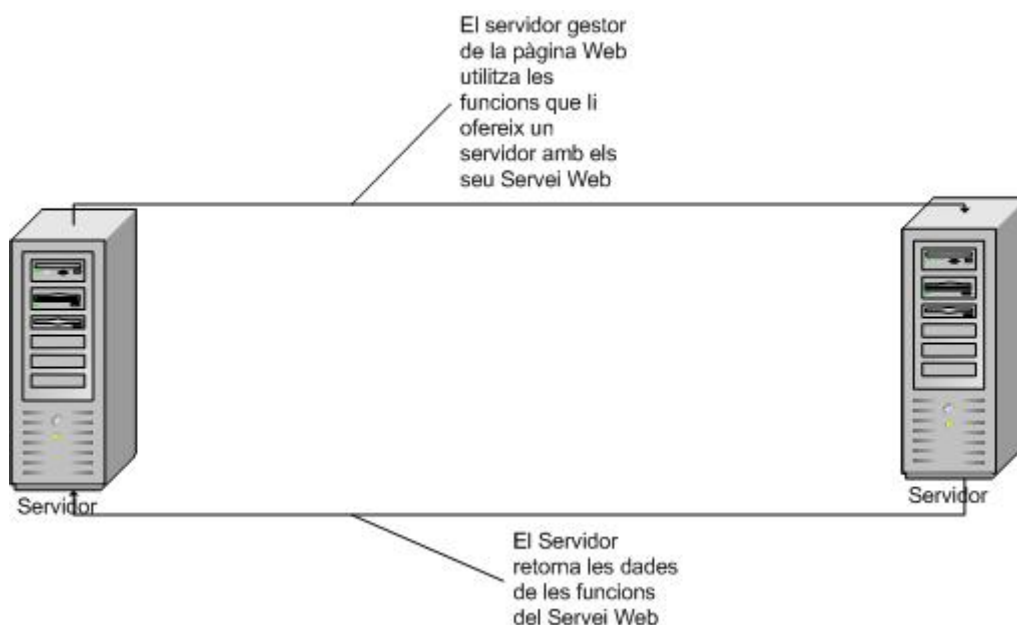 El servidor gestor
de la pàgina Web
utilitza les
funcions que li
ofereix un
servidor amb els
seu Servei Web
Servidor
Servidor
El Servidor
retorna les dades
de les funcions
del Servei Web